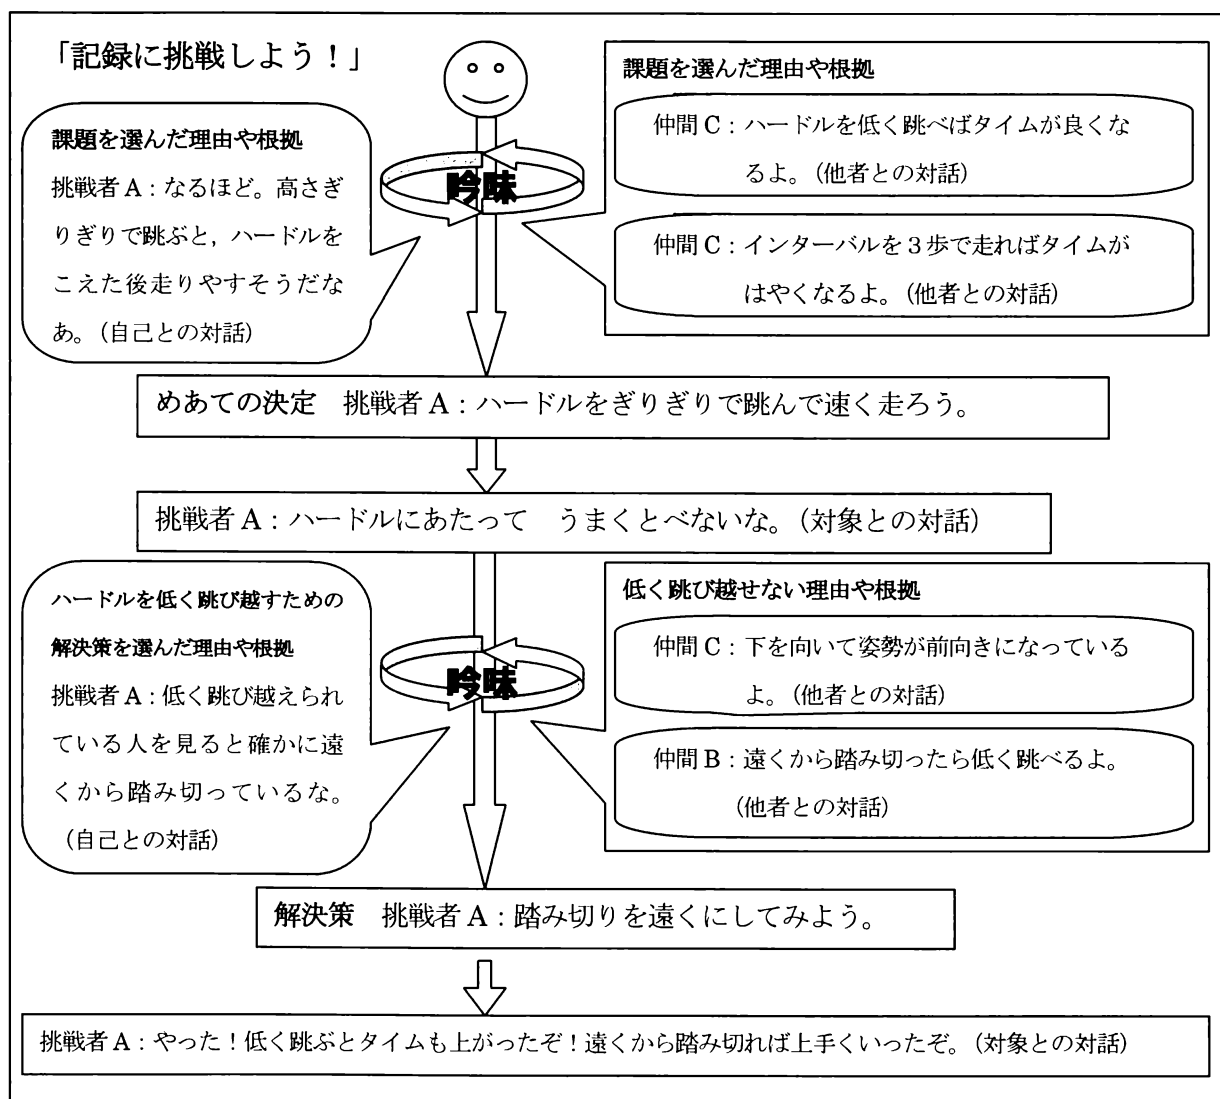 「記録に挑戦しよう！」
課題を選んだ理由や根拠
挑戦者A：なるほど。高さぎ
りぎりで跳ぶと，ハードルを
こえた後走りやすそうだな
あ。（自己との対話）
吟味
課題を選んだ理由や根拠
仲間C：ハードルを低く跳べばタイムが良くな
るよ。（他者との対話）
仲間C：インターバルを３歩で走ればタイムが
はやくなるよ。（他者との対話）
めあての決定　挑戦者A：ハードルをぎりぎりで跳んで速く走ろう。
挑戦者A：ハードルにあたって　うまくとべないな。（対象との対話）
ハードルを低く跳び越すための
解決策を選んだ理由や根拠
挑戦者A：低く跳び越えられ
ている人を見ると確かに遠
くから踏み切っているな。
（自己との対話）
吟味
低く跳び越せない理由や根拠
仲間C：下を向いて姿勢が前向きになっている
よ。（他者との対話）
仲間B：遠くから踏み切ったら低く跳べるよ。
（他者との対話）
解決策　挑戦者A：踏み切りを遠くにしてみよう。
挑戦者A：やった！低く跳ぶとタイムも上がったぞ！遠くから踏み切れば上手くいったぞ。（対象との対話）